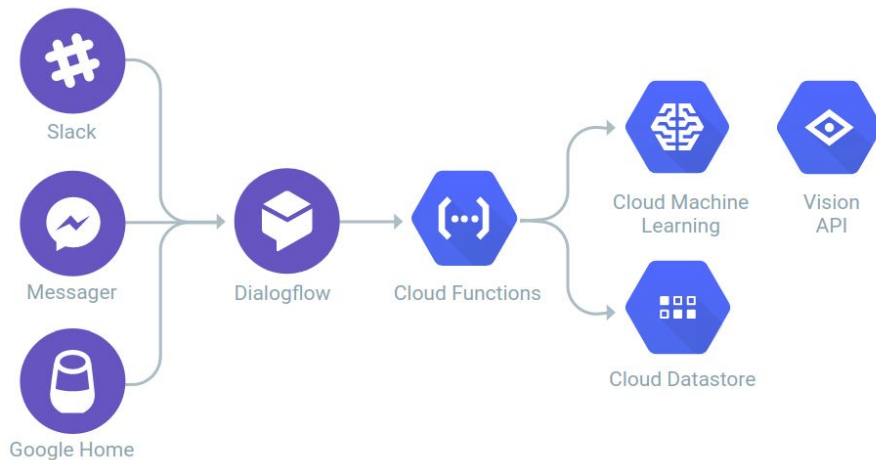 Slack
Messager
Google Home
Dialogflow
Cloud Functions
Cloud Machine
Learning
Vision
API
Cloud Datastore